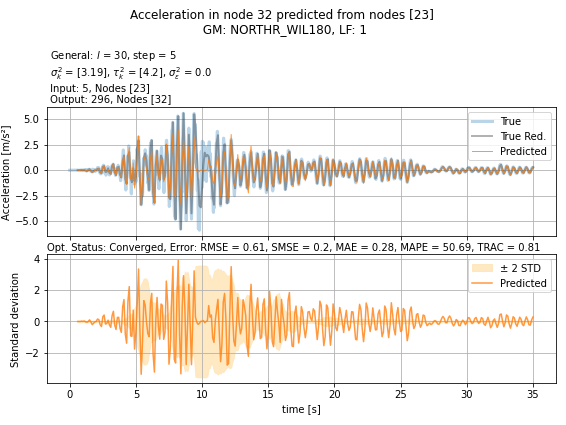 Acceleration in node 32 predicted from nodes [23]
GM: NORTHR_WIL180, LF: 1
General: l = 30, step = 5
σ²ₖ = [3.19], τ²ₖ = [4.2], σ²ε = 0.0
Input: 5, Nodes [23]
Output: 296, Nodes [32]
Acceleration [m/s²]
5.0
2.5
0.0
−2.5
−5.0
True
True Red.
Predicted
Opt. Status: Converged, Error: RMSE = 0.61, SMSE = 0.2, MAE = 0.28, MAPE = 50.69, TRAC = 0.81
Standard deviation
4
2
0
−2
± 2 STD
Predicted
0 5 10 15 20 25 30 35
time [s]